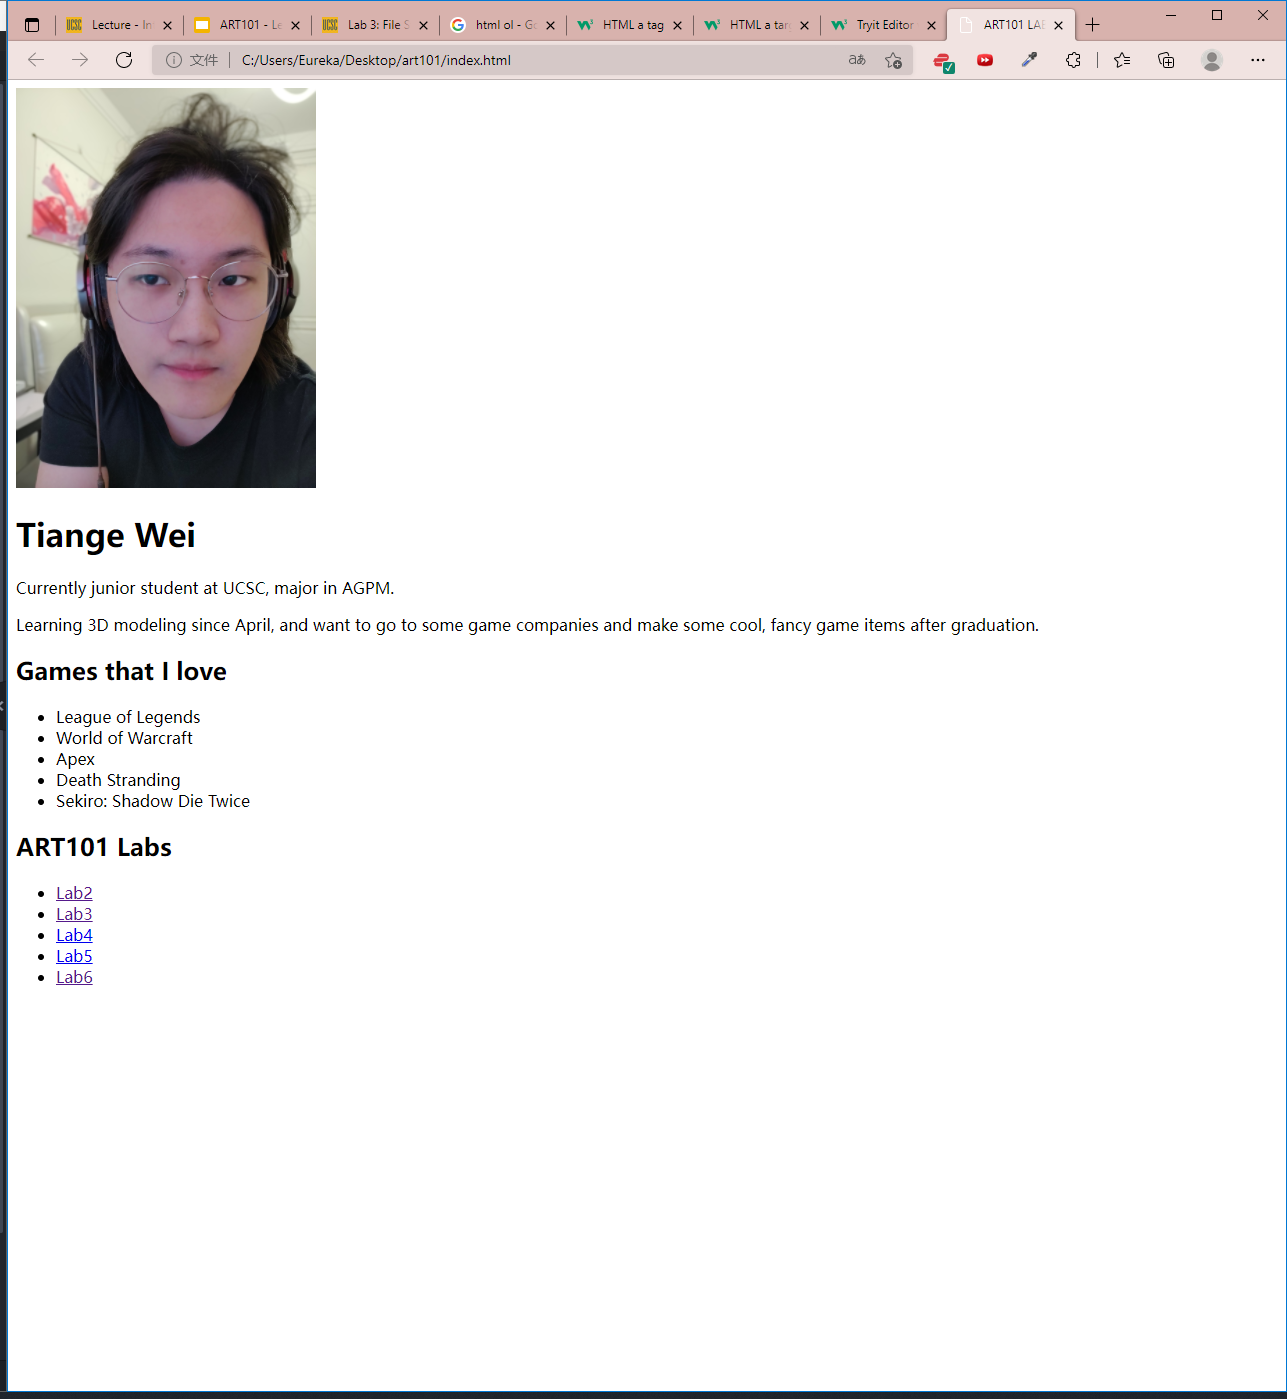 Lecture - In
ART101 - Le
Lab 3: File S
html ol - Go
HTML a tag
HTML a tar
Tryit Editor
ART101 LAB
文件
C:/Users/Eureka/Desktop/art101/index.html
aあ
Tiange Wei
Currently junior student at UCSC, major in AGPM.
Learning 3D modeling since April, and want to go to some game companies and make some cool, fancy game items after graduation.
Games that I love
League of Legends
World of Warcraft
Apex
Death Stranding
Sekiro: Shadow Die Twice
ART101 Labs
Lab2
Lab3
Lab4
Lab5
Lab6